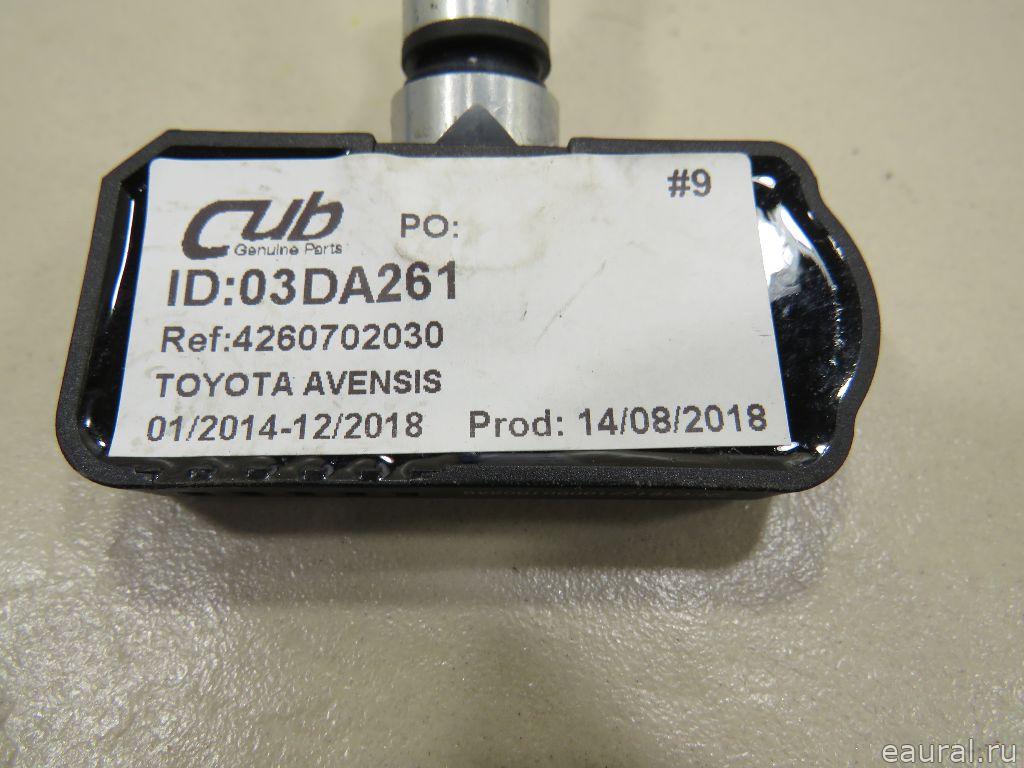 #9
cub PO:
Genuine Parts
ID:03DA261
Ref:4260702030
TOYOTA AVENSIS
01/2014-12/2018 Prod: 14/08/2018
eaural.ru